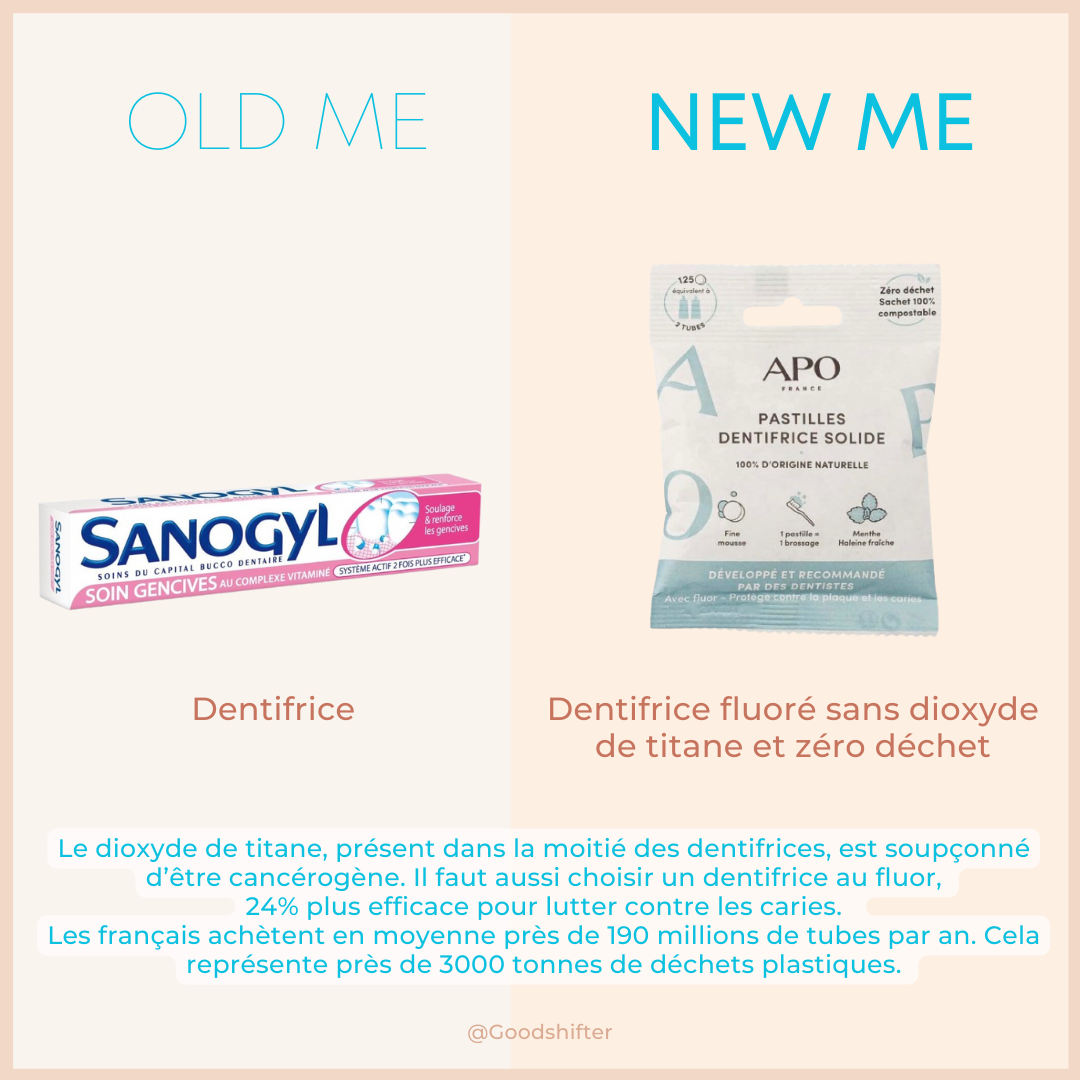 OLD ME
NEW ME
SANOGYL
SANOGYL
SANOGYL
Soulage
& renforce
les gencives
SOINS DU CAPITAL BUCCO DENTAIRE
SOIN GENCIVES AU COMPLEXE VITAMINÉ
SYSTÈME ACTIF 2 FOIS PLUS EFFICACE*
125
équivalent à
2 TUBES
Zéro déchet
Sachet 100%
compostable
A
P
O
APO
FRANCE
PASTILLES
DENTIFRICE SOLIDE
100% D'ORIGINE NATURELLE
Fine
mousse
1 pastille =
1 brossage
Menthe
Haleine fraîche
DÉVELOPPÉ ET RECOMMANDÉ
PAR DES DENTISTES
Avec fluor - Protège contre la plaque et les caries
Dentifrice
Dentifrice fluoré sans dioxyde
de titane et zéro déchet
Le dioxyde de titane, présent dans la moitié des dentifrices, est soupçonné
d'être cancérogène. Il faut aussi choisir un dentifrice au fluor,
24% plus efficace pour lutter contre les caries.
Les français achètent en moyenne près de 190 millions de tubes par an. Cela
représente près de 3000 tonnes de déchets plastiques.
@Goodshifter